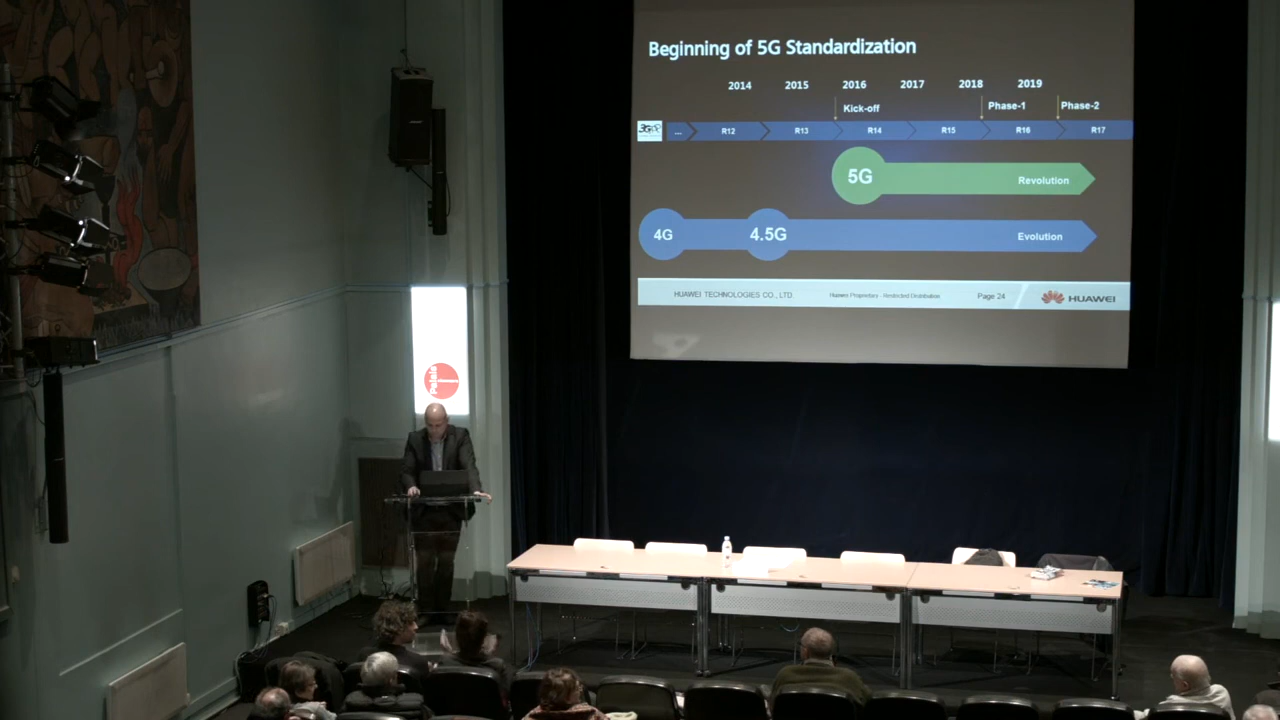 Beginning of 5G Standardization
2014 2015 2016 2017 2018 2019
Kick-off Phase-1 Phase-2
3GPP ... R12 R13 R14 R15 R16 R17
5G Revolution
4G 4.5G Evolution
HUAWEI TECHNOLOGIES CO., LTD. Huawei Proprietary - Restricted Distribution Page 24 HUAWEI
Palais